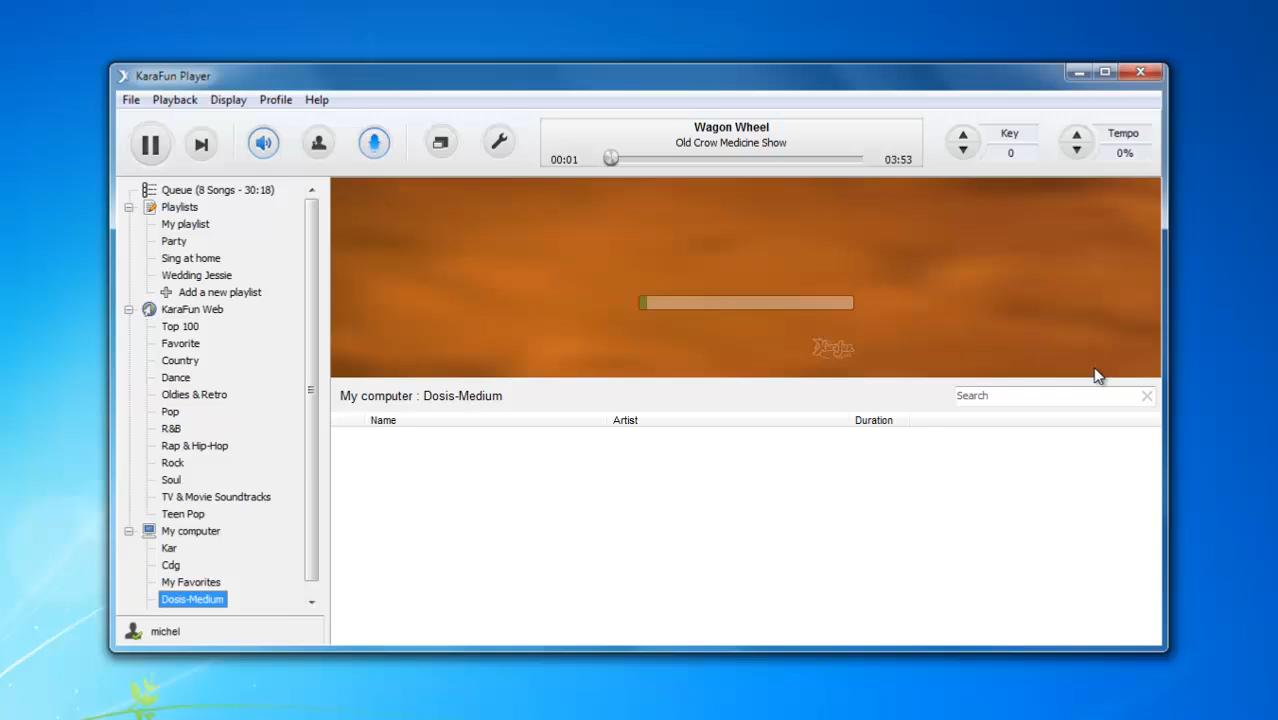 KaraFun Player
File Playback Display Profile Help
Wagon Wheel
Old Crow Medicine Show
00:01 03:53
Key
0
Tempo
0%
Queue (8 Songs - 30:18)
Playlists
My playlist
Party
Sing at home
Wedding Jessie
Add a new playlist
KaraFun Web
Top 100
Favorite
Country
Dance
Oldies & Retro
Pop
R&B
Rap & Hip-Hop
Rock
Soul
TV & Movie Soundtracks
Teen Pop
My computer
Kar
Cdg
My Favorites
Dosis-Medium
michel
KaraFun
My computer : Dosis-Medium
Search
Name Artist Duration